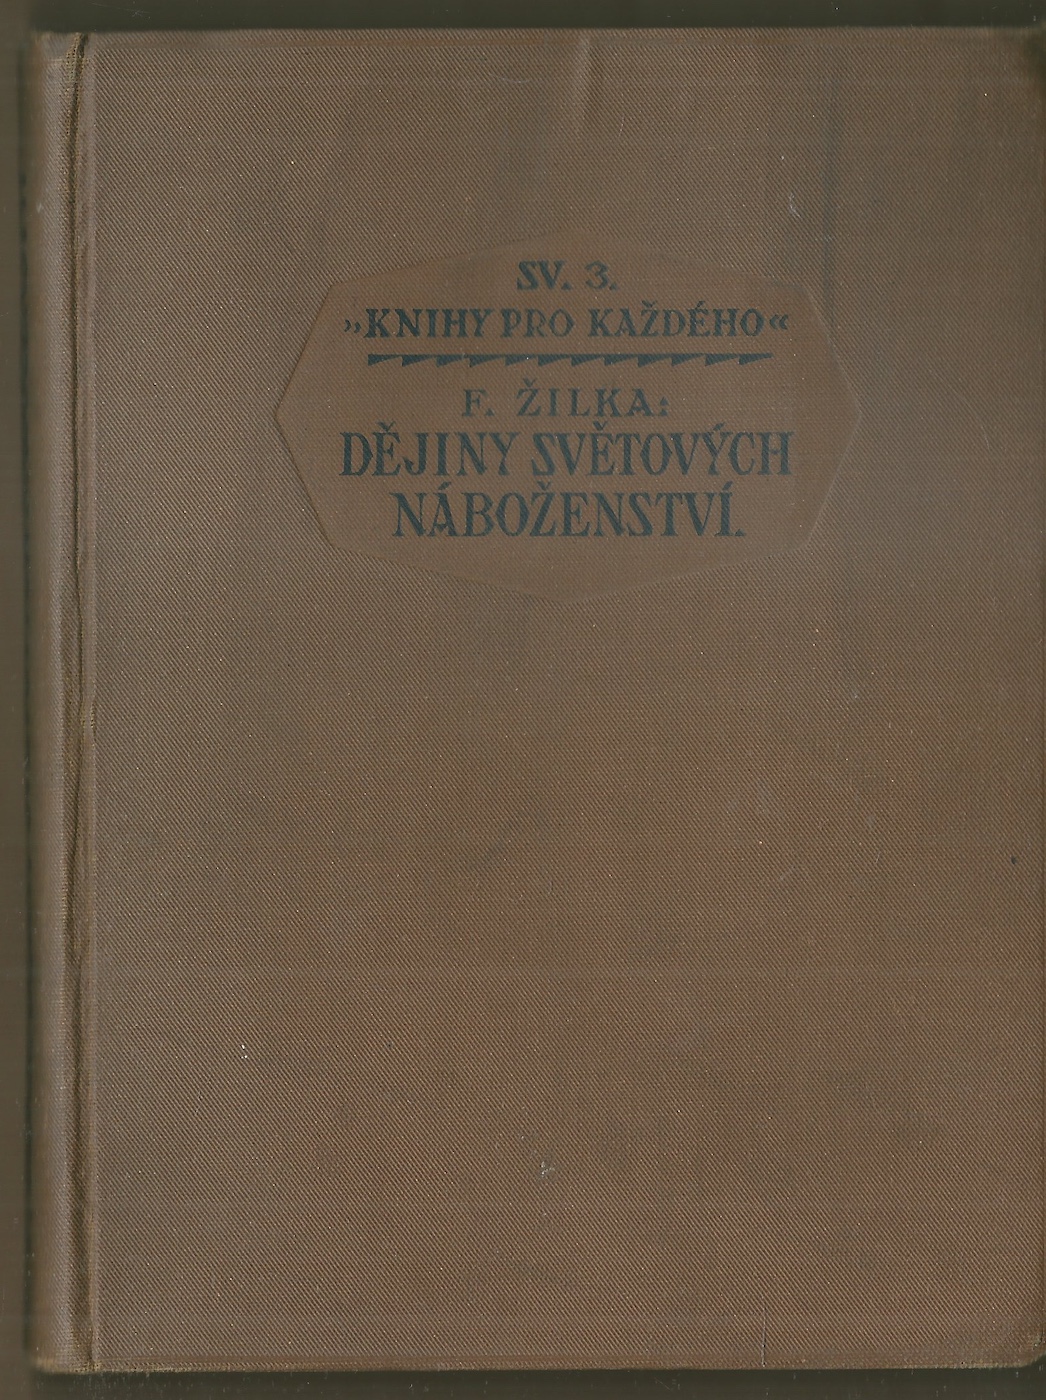 SV. 3.
„KNIHY PRO KAŽDÉHO“
F. ŽILKA:
DĚJINY SVĚTOVÝCH
NÁBOŽENSTVÍ.